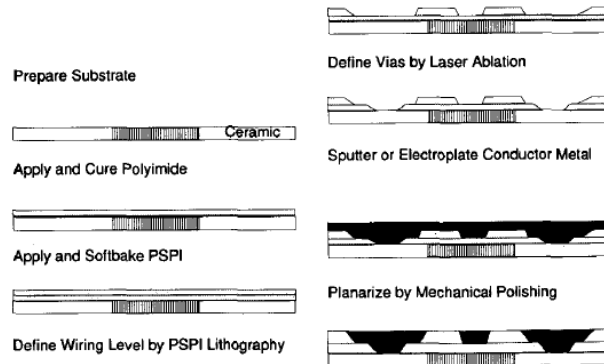 Prepare Substrate
Ceramic
Apply and Cure Polyimide
Apply and Softbake PSPI
Define Wiring Level by PSPI Lithography
Define Vias by Laser Ablation
Sputter or Electroplate Conductor Metal
Planarize by Mechanical Polishing